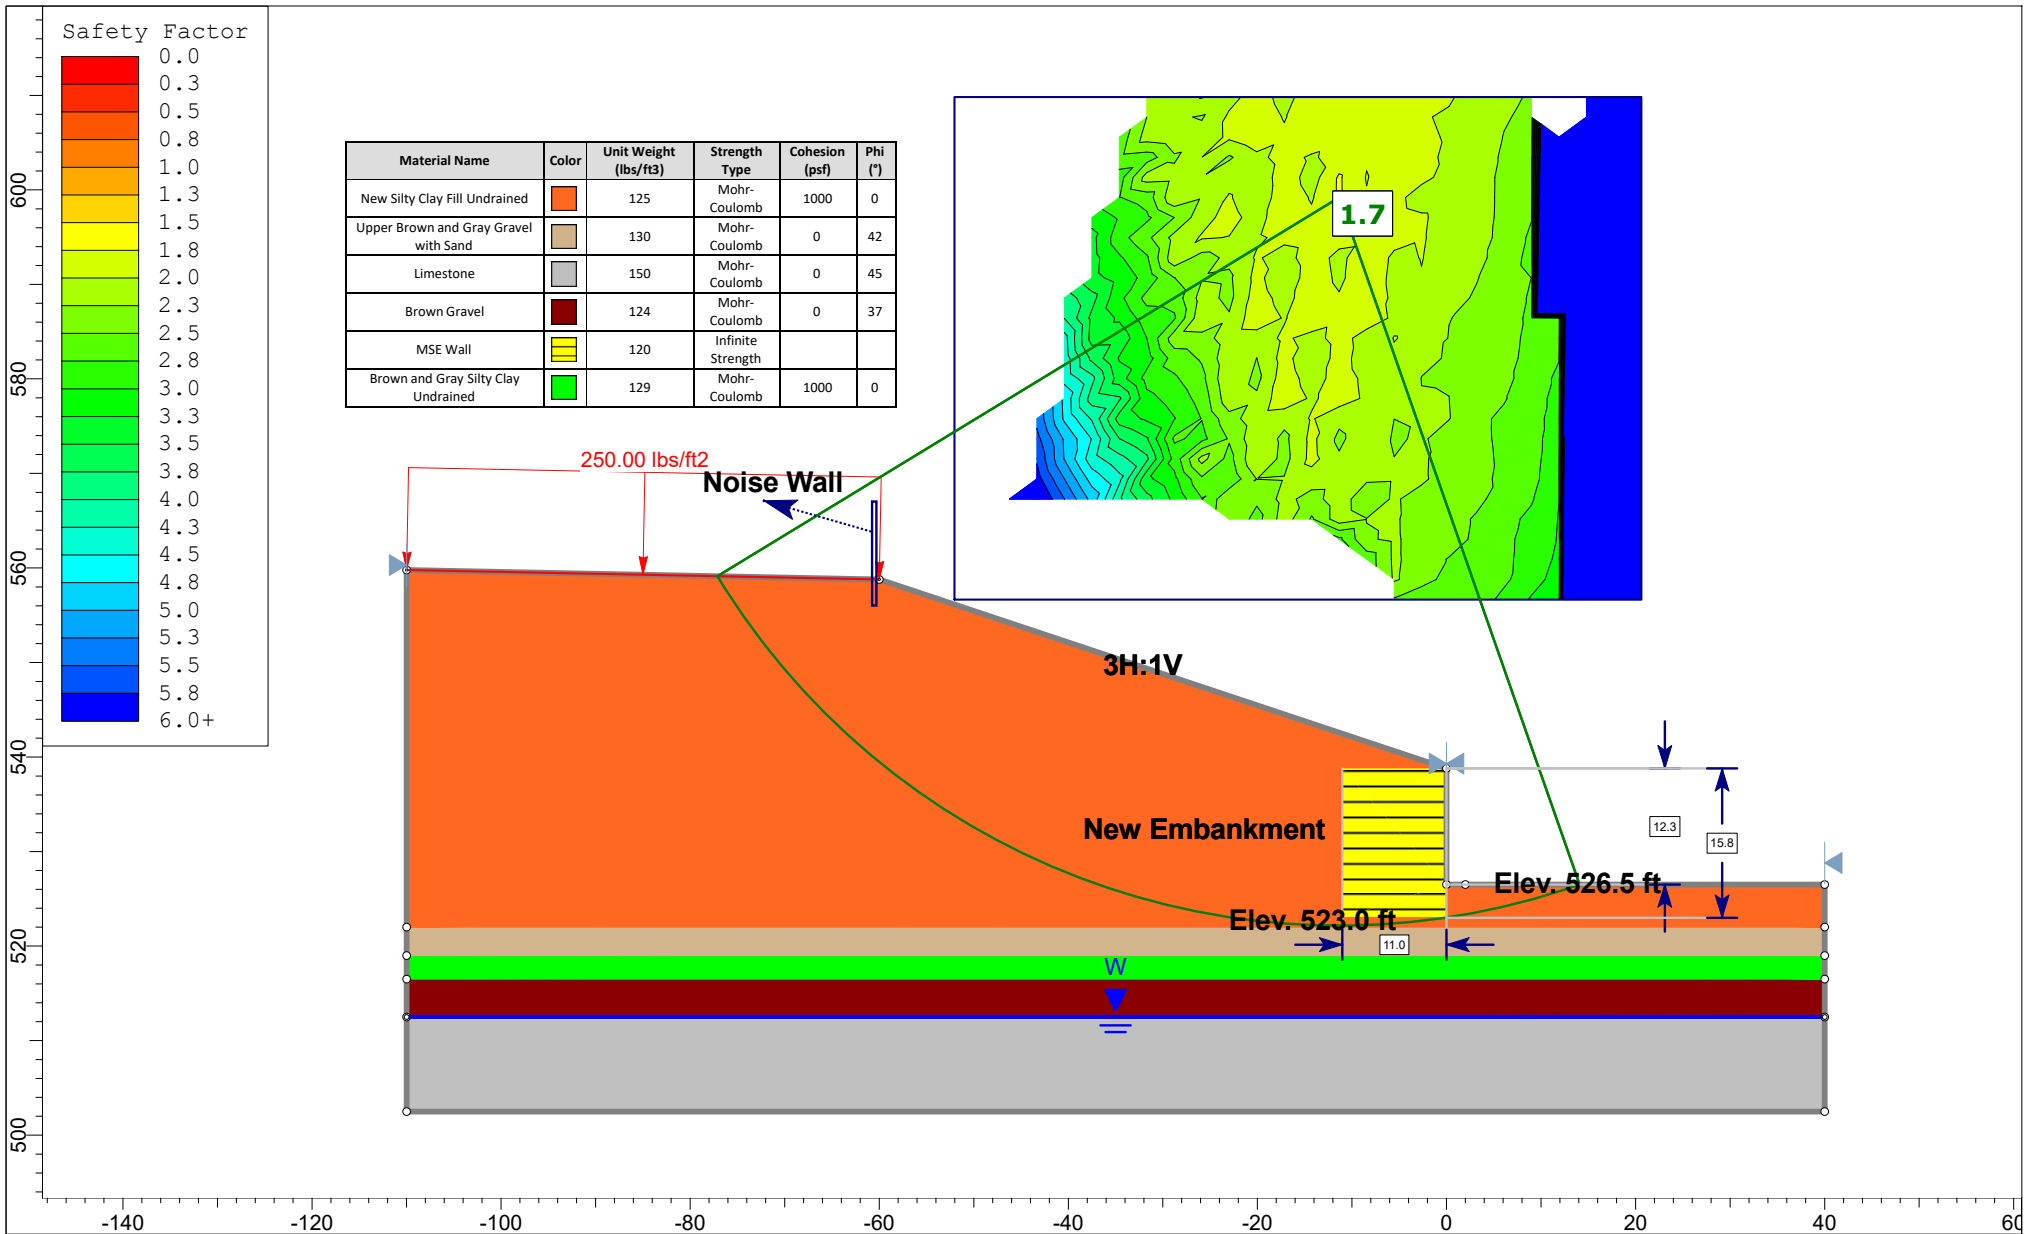 Safety Factor
0.0
0.3
0.5
0.8
1.0
1.3
1.5
1.8
2.0
2.3
2.5
2.8
3.0
3.3
3.5
3.8
4.0
4.3
4.5
4.8
5.0
5.3
5.5
5.8
6.0+
Material Name Color Unit Weight (lbs/ft3) Strength Type Cohesion (psf) Phi (°)
New Silty Clay Fill Undrained 125 Mohr-Coulomb 1000 0
Upper Brown and Gray Gravel with Sand 130 Mohr-Coulomb 0 42
Limestone 150 Mohr-Coulomb 0 45
Brown Gravel 124 Mohr-Coulomb 0 37
MSE Wall 120 Infinite Strength
Brown and Gray Silty Clay Undrained 129 Mohr-Coulomb 1000 0
1.7
250.00 lbs/ft2
Noise Wall
3H:1V
New Embankment
12.3
15.8
Elev. 526.5 ft
Elev. 523.0 ft
11.0
W
600
580
560
540
520
500
-140 -120 -100 -80 -60 -40 -20 0 20 40 60